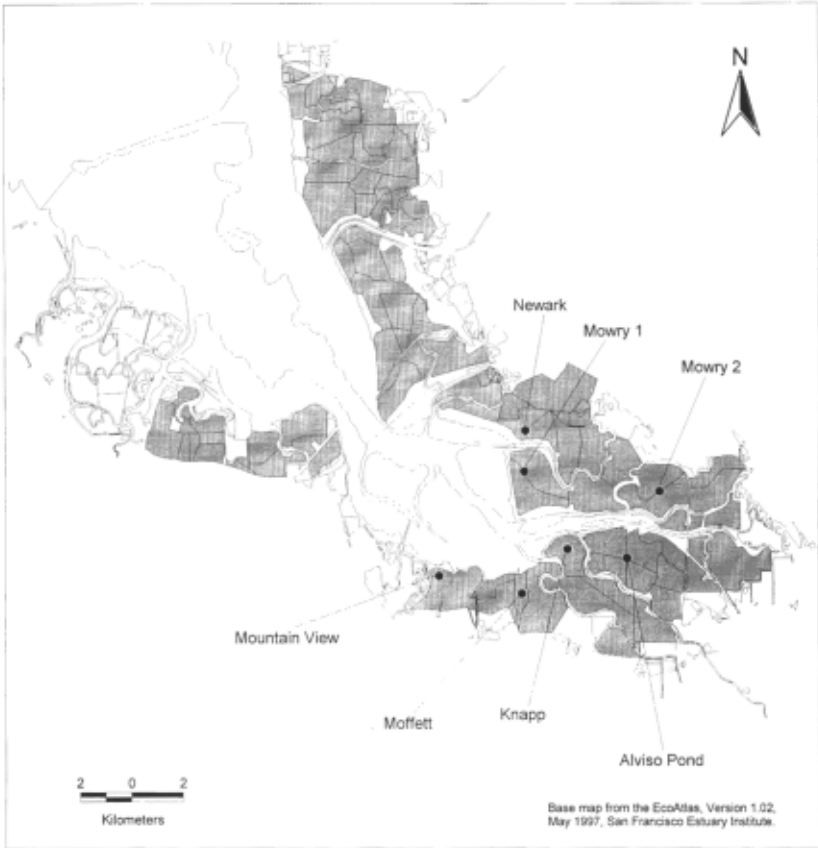 N
Newark
Mowry 1
Mowry 2
Mountain View
Moffett
Knapp
Alviso Pond
2 0 2
Kilometers
Base map from the EcoAtlas, Version 1.02,
May 1997, San Francisco Estuary Institute.